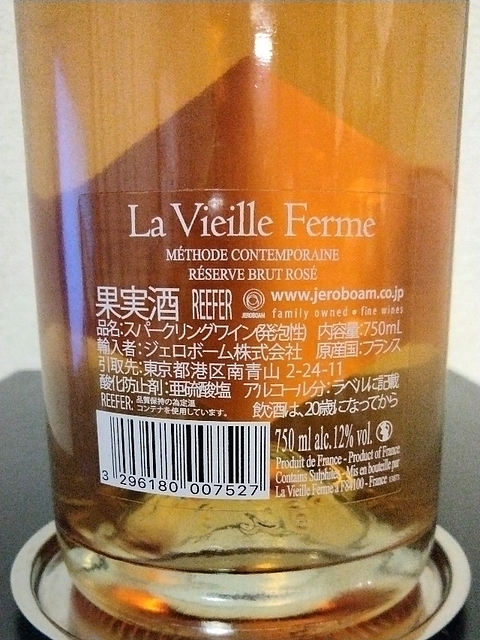 La Vieille Ferme
MÉTHODE CONTEMPORAINE
RÉSERVE BRUT ROSÉ
果実酒 REEFER JEROBOAM www.jeroboam.co.jp
family owned • fine wines
品名:スパークリングワイン(発泡性) 内容量:750mL
輸入者:ジェロボーム株式会社 原産国:フランス
引取先:東京都港区南青山 2-24-11
酸化防止剤:亜硫酸塩 アルコール分:ラベルに記載
REEFER: 品質保持の為定温コンテナを使用しています。 飲酒は、20歳になってから
750 ml alc. 12% vol.
Produit de France - Product of France
Contains Sulphites - Mis en bouteille par
La Vieille Ferme à F84100 - France
3 296180 007527